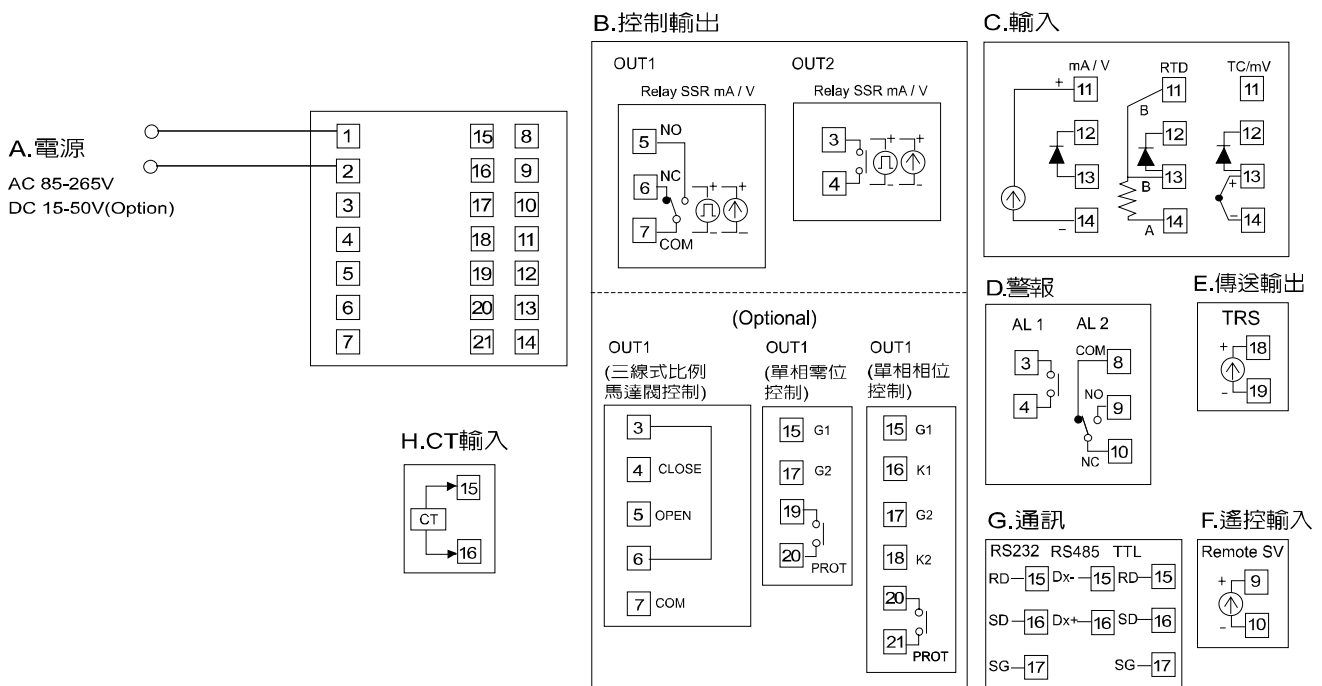 A.電源
AC 85-265V
DC 15-50V(Option)
1 15 8
2 16 9
3 17 10
4 18 11
5 19 12
6 20 13
7 21 14
H.CT輸入
CT
15
16
B.控制輸出
OUT1
Relay SSR mA / V
5 NO
6 NC
7 COM
+ +
- -
OUT2
Relay SSR mA / V
3
4
+ +
- -
(Optional)
OUT1
(三線式比例
馬達閥控制)
3
4 CLOSE
5 OPEN
6
7 COM
OUT1
(單相零位
控制)
15 G1
17 G2
19
20
PROT
OUT1
(單相相位
控制)
15 G1
16 K1
17 G2
18 K2
20
21
PROT
C.輸入
mA / V
+ 11
12
13
- 14
RTD
11
B
12
B 13
A 14
TC/mV
11
12
+ 13
- 14
D.警報
AL 1
3
4
AL 2
COM 8
NO 9
NC 10
E.傳送輸出
TRS
+ 18
- 19
G.通訊
RS232 RS485 TTL
RD 15 Dx- 15 RD 15
SD 16 Dx+ 16 SD 16
SG 17 SG 17
F.遙控輸入
Remote SV
+ 9
- 10